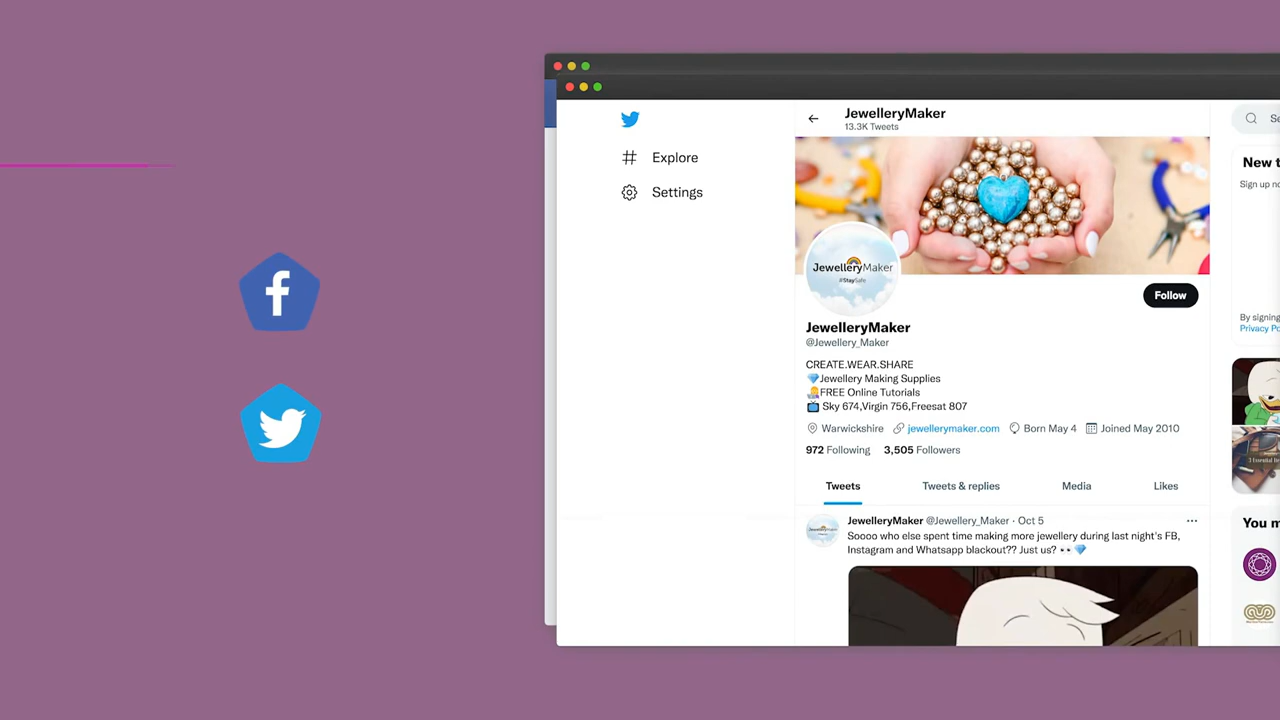 JewelleryMaker
13.3K Tweets
Explore
Settings
JewelleryMaker
#StaySafe
Follow
JewelleryMaker
@Jewellery_Maker
CREATE.WEAR.SHARE
💎Jewellery Making Supplies
FREE Online Tutorials
📺 Sky 674,Virgin 756,Freesat 807
Warwickshire jewellerymaker.com Born May 4 Joined May 2010
972 Following 3,505 Followers
Tweets Tweets & replies Media Likes
JewelleryMaker @Jewellery_Maker · Oct 5
Soooo who else spent time making more jewellery during last night's FB,
Instagram and Whatsapp blackout?? Just us? 👀 💎
Se
New t
Sign up no
By signing
Privacy Po
You m